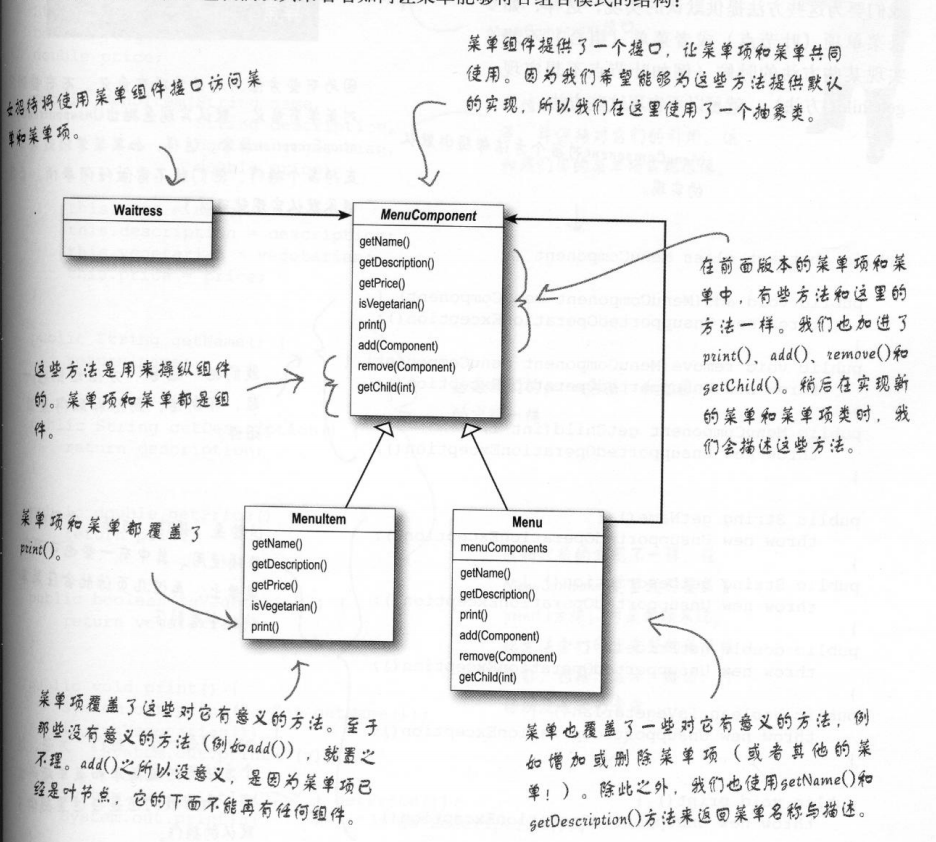 菜单组件提供了一个接口，让菜单项和菜单共同
使用。因为我们希望能够为这些方法提供默认
的实现，所以我们在这里使用了一个抽象类。
女招待将使用菜单组件接口访问菜
单和菜单项。
Waitress
MenuComponent
getName()
getDescription()
getPrice()
isVegetarian()
print()
add(Component)
remove(Component)
getChild(int)
在前面版本的菜单项和菜
单中，有些方法和这里的
方法一样。我们也加进了
print()、add()、remove()和
getChild()。稍后在实现新
的菜单和菜单项类时，我
们会描述这些方法。
这些方法是用来操纵组件
的。菜单项和菜单都是组
件。
菜单项和菜单都覆盖了
print()。
MenuItem
getName()
getDescription()
getPrice()
isVegetarian()
print()
Menu
menuComponents
getName()
getDescription()
print()
add(Component)
remove(Component)
getChild(int)
菜单项覆盖了这些对它有意义的方法。至于
那些没有意义的方法（例如add()） 就置之
不理。add()之所以没意义，是因为菜单项已
经是叶节点，它的下面不能再有任何组件。
菜单也覆盖了一些对它有意义的方法，例
如增加或删除菜单项（或者其他的菜
单！）。除此之外，我们也使用getName()和
getDescription()方法来返回菜单名称与描述。